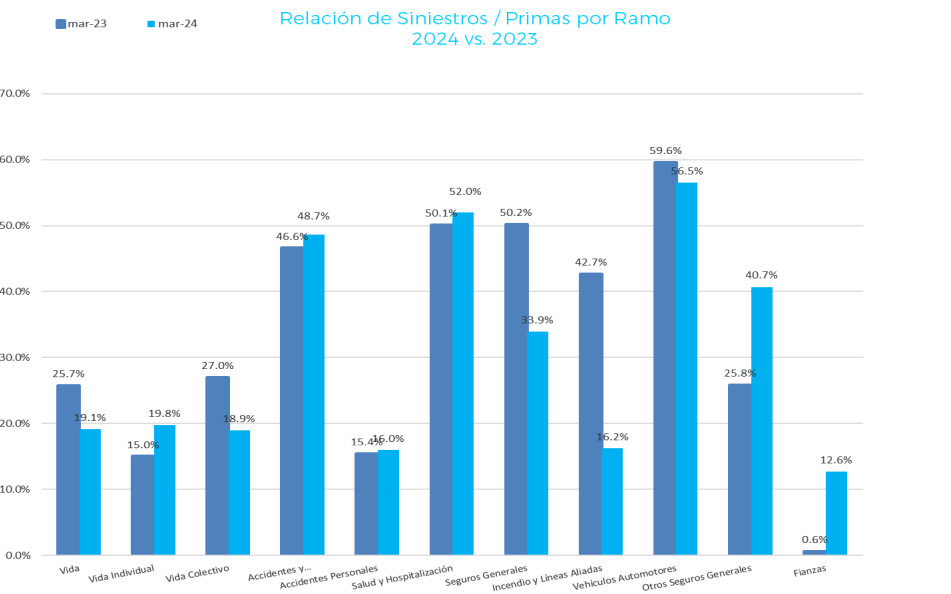 Relación de Siniestros / Primas por Ramo
2024 vs. 2023
mar-23
mar-24
70.0%
60.0%
50.0%
40.0%
30.0%
20.0%
10.0%
0.0%
25.7%
19.1%
15.0%
19.8%
27.0%
18.9%
46.6%
48.7%
15.4%
16.0%
50.1%
52.0%
50.2%
33.9%
42.7%
16.2%
59.6%
56.5%
25.8%
40.7%
0.6%
12.6%
Vida
Vida Individual
Vida Colectivo
Accidentes y...
Accidentes Personales
Salud y Hospitalización
Seguros Generales
Incendio y Líneas Aliadas
Vehículos Automotores
Otros Seguros Generales
Fianzas